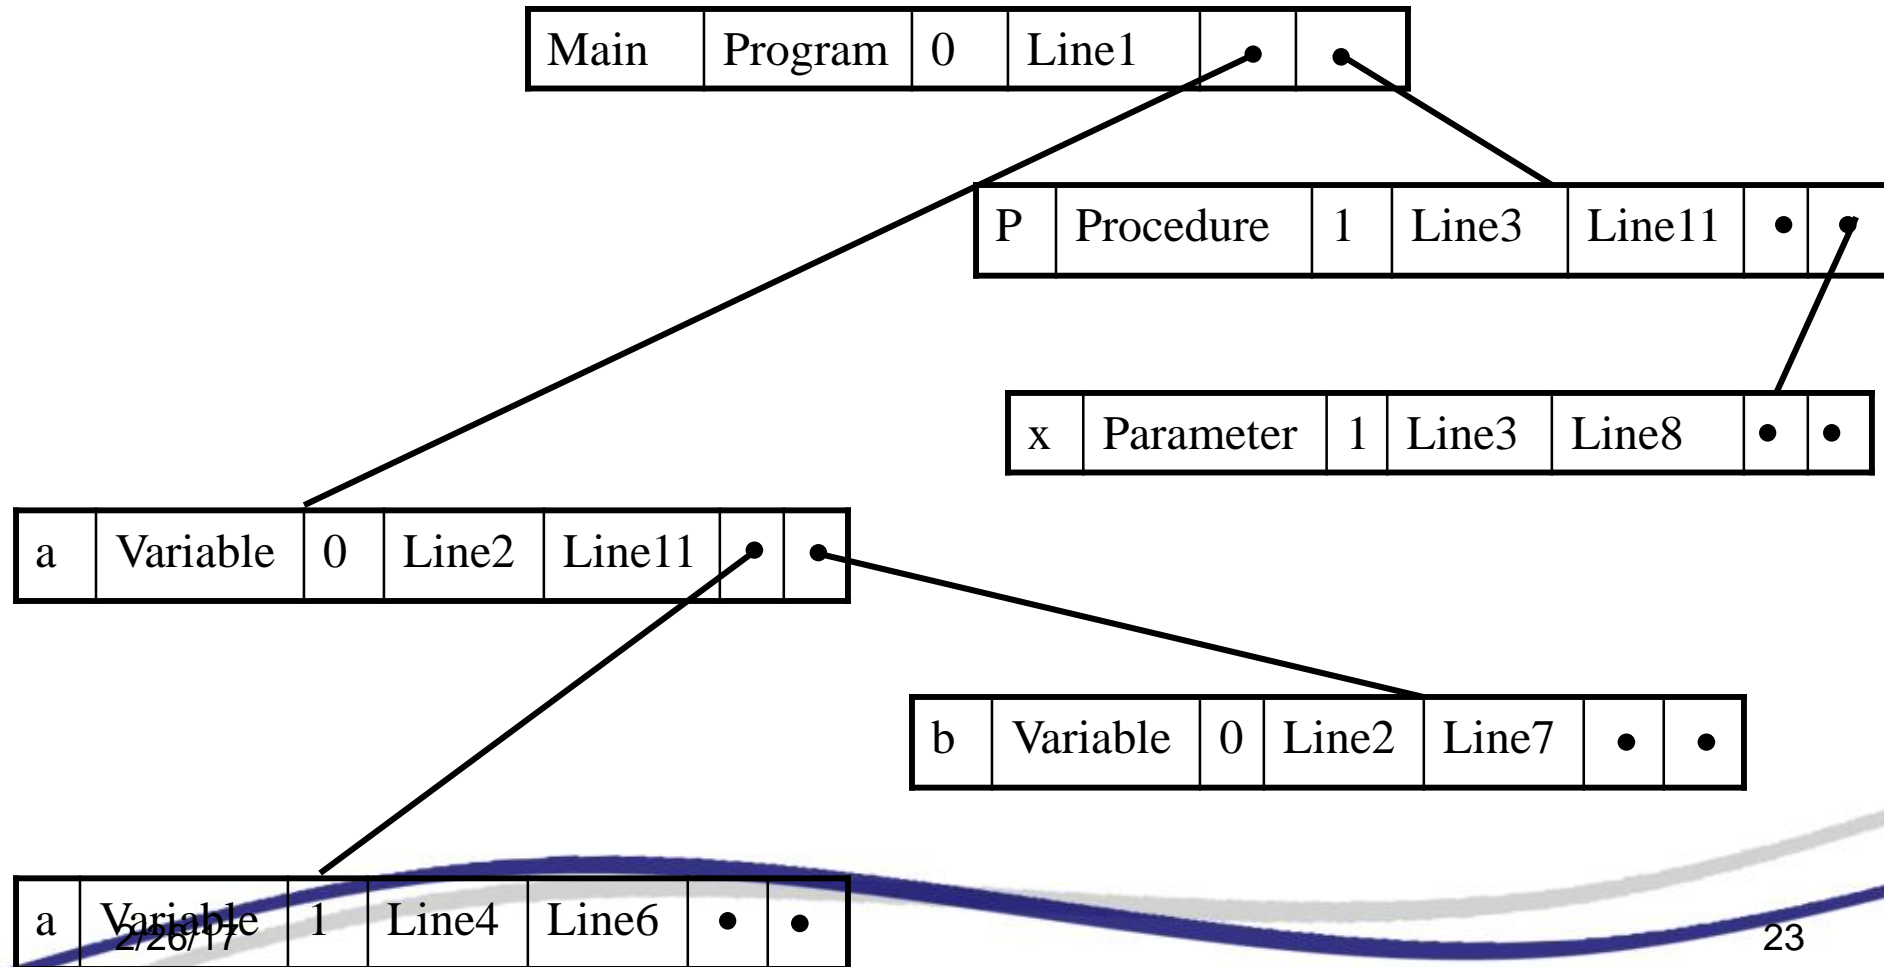 Main Program 0 Line1
P Procedure 1 Line3 Line11
x Parameter 1 Line3 Line8
a Variable 0 Line2 Line11
b Variable 0 Line2 Line7
a Variable 1 Line4 Line6
2/26/17
23